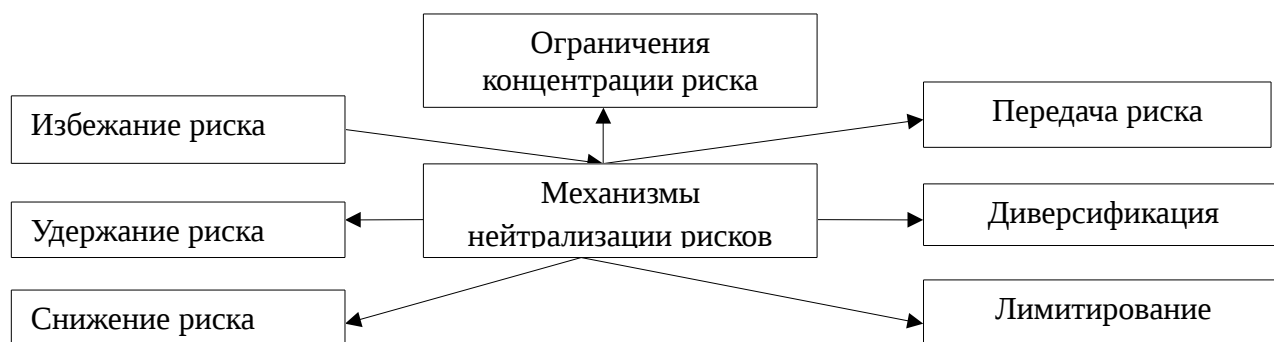 Ограничения
концентрации риска
Избежание риска
Передача риска
Механизмы
нейтрализации рисков
Удержание риска
Диверсификация
Снижение риска
Лимитирование